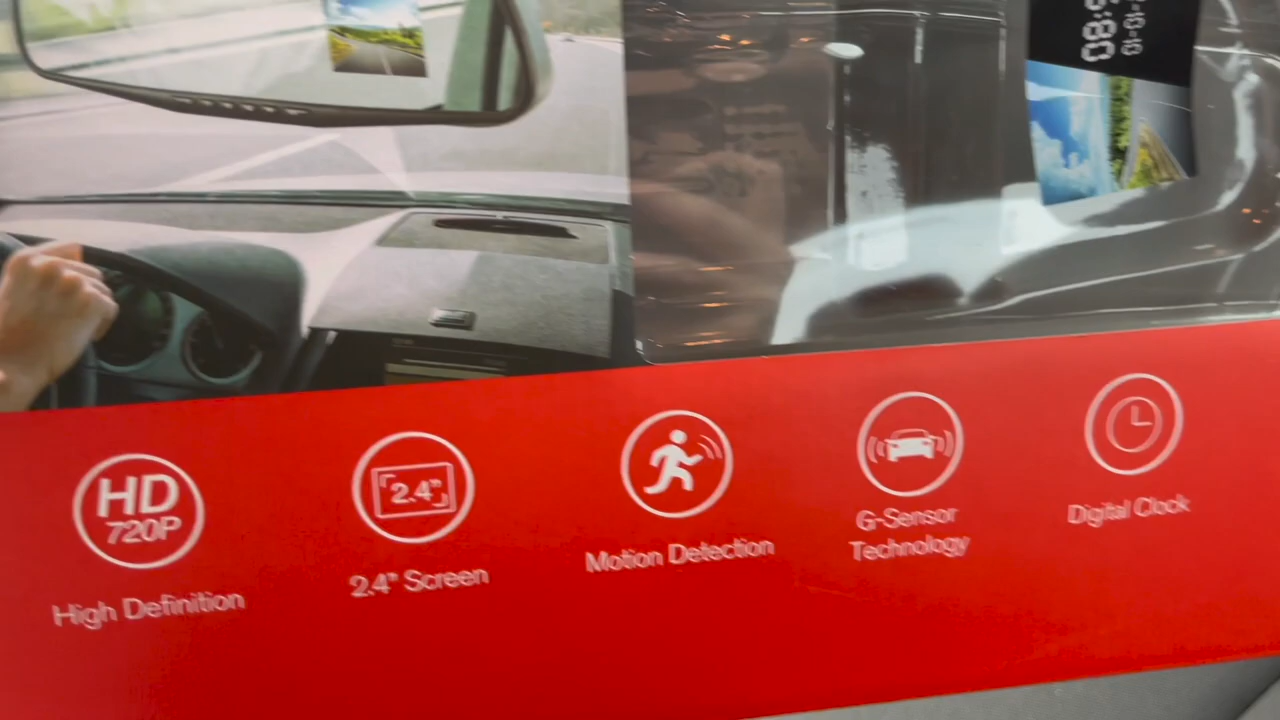 HD
720P
High Definition
2.4"
2.4" Screen
Motion Detection
G-Sensor
Technology
Digital Clock